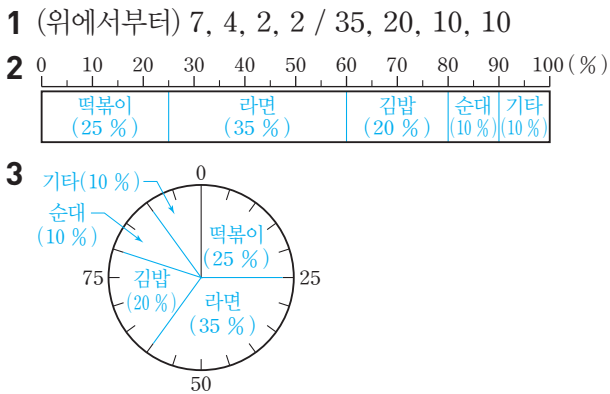 1 (위에서부터) 7, 4, 2, 2 / 35, 20, 10, 10
2 0 10 20 30 40 50 60 70 80 90 100 (%)
떡볶이 라면 김밥 순대 기타
(25 %) (35 %) (20 %) (10 %) (10 %)
3 기타(10 %) 0
순대
(10 %)
떡볶이
(25 %)
75 25
김밥
(20 %)
라면
(35 %)
50